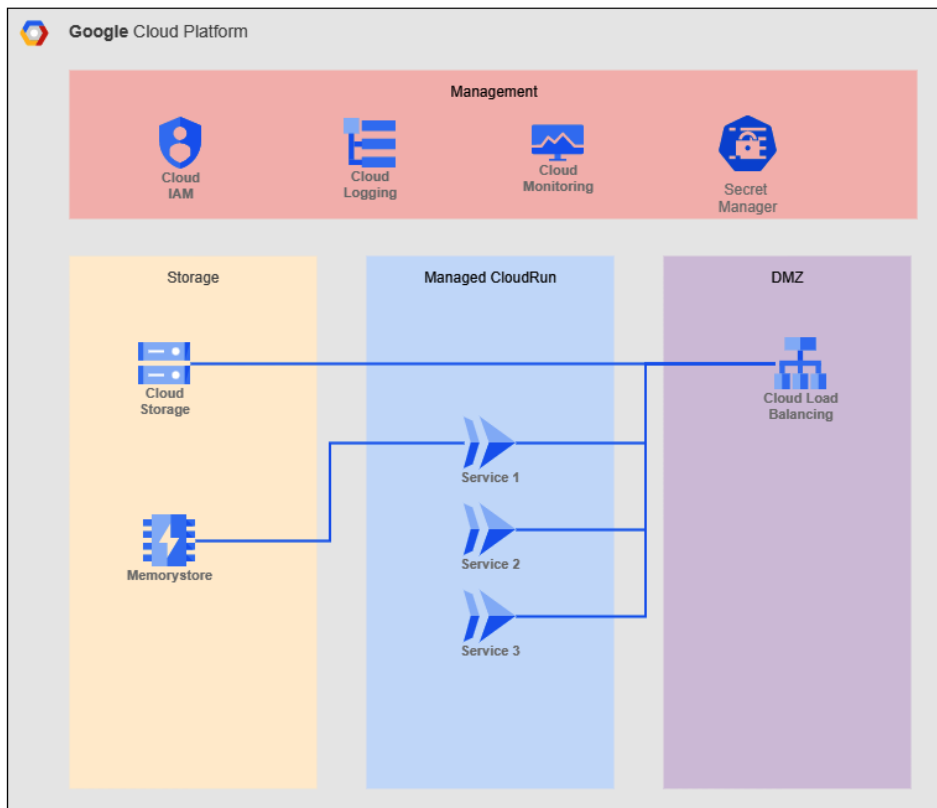 Google Cloud Platform
Management
Cloud
IAM
Cloud
Logging
Cloud
Monitoring
Secret
Manager
Storage
Managed CloudRun
DMZ
Cloud
Storage
Cloud Load
Balancing
Service 1
Service 2
Memorystore
Service 3